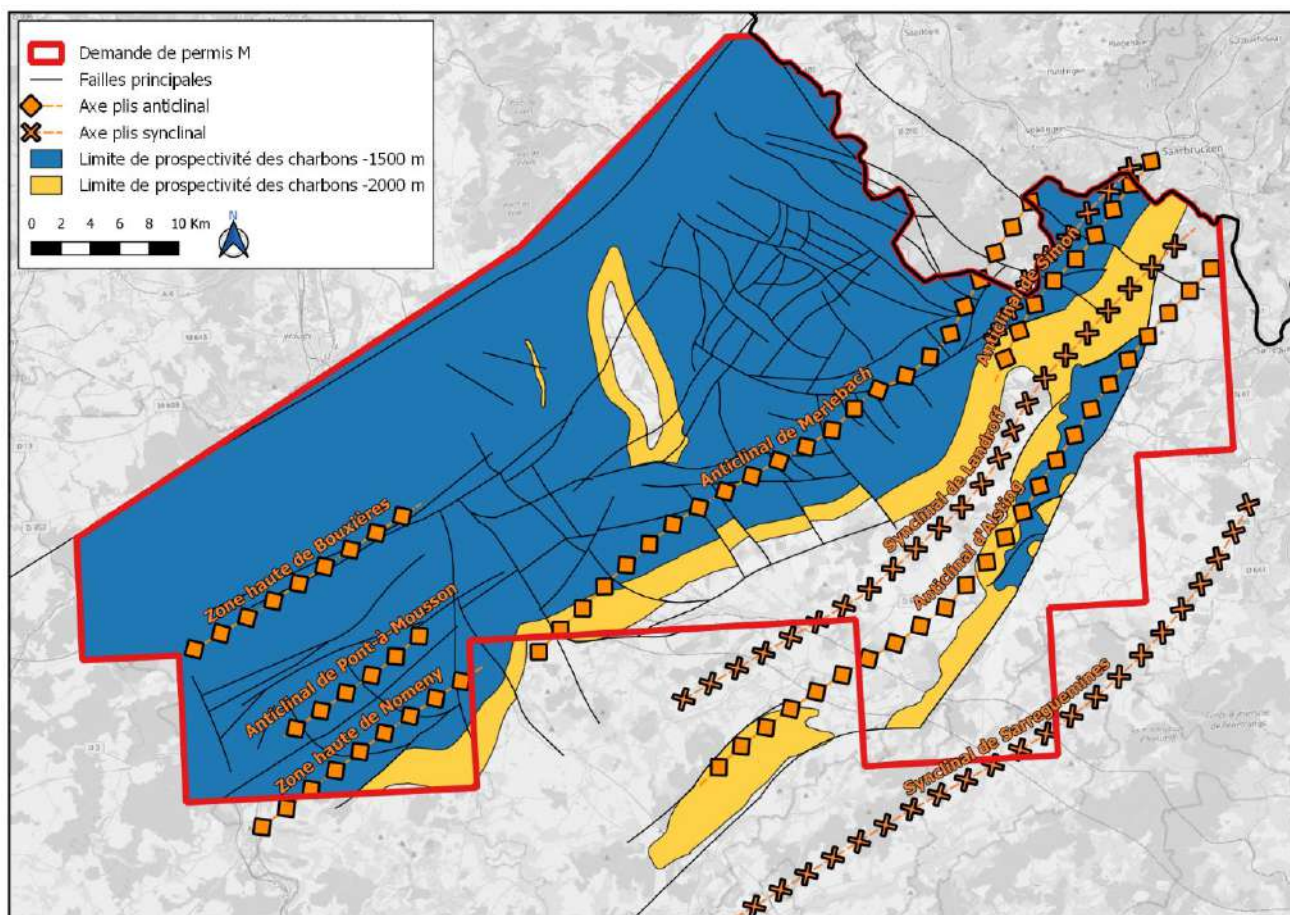 Demande de permis M
Failles principales
Axe plis anticlinal
Axe plis synclinal
Limite de prospectivité des charbons -1500 m
Limite de prospectivité des charbons -2000 m
0 2 4 6 8 10 Km
N
Saarbrücken
Anticlinal de Simon
Anticlinal de Merlebach
Synclinal de Landroff
Anticlinal d'Alsting
Zone haute de Bouxières
Anticlinal de Pont-à-Mousson
Zone haute de Nomeny
Synclinal de Sarreguemines